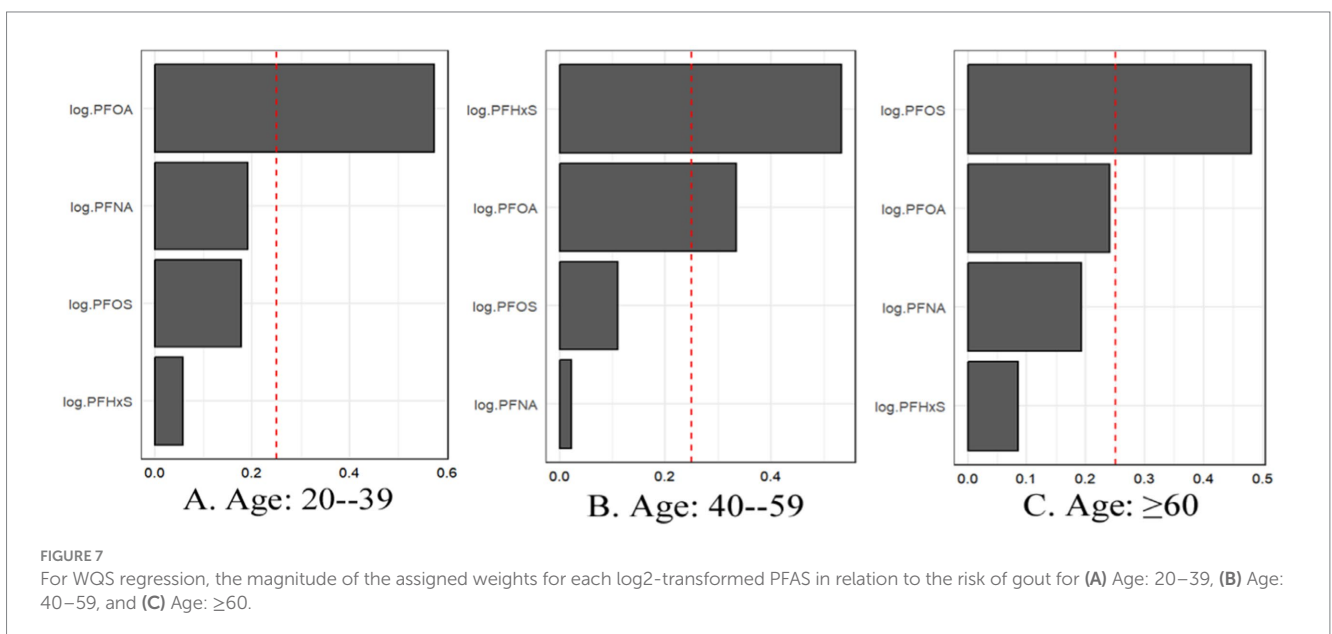 log.PFOA
log.PFNA
log.PFOS
log.PFHxS
0.0 0.2 0.4 0.6
A. Age: 20--39
log.PFHxS
log.PFOA
log.PFOS
log.PFNA
0.0 0.2 0.4
B. Age: 40--59
log.PFOS
log.PFOA
log.PFNA
log.PFHxS
0.0 0.1 0.2 0.3 0.4 0.5
C. Age: ≥60
FIGURE 7
For WQS regression, the magnitude of the assigned weights for each log2-transformed PFAS in relation to the risk of gout for (A) Age: 20–39, (B) Age:
40–59, and (C) Age: ≥60.